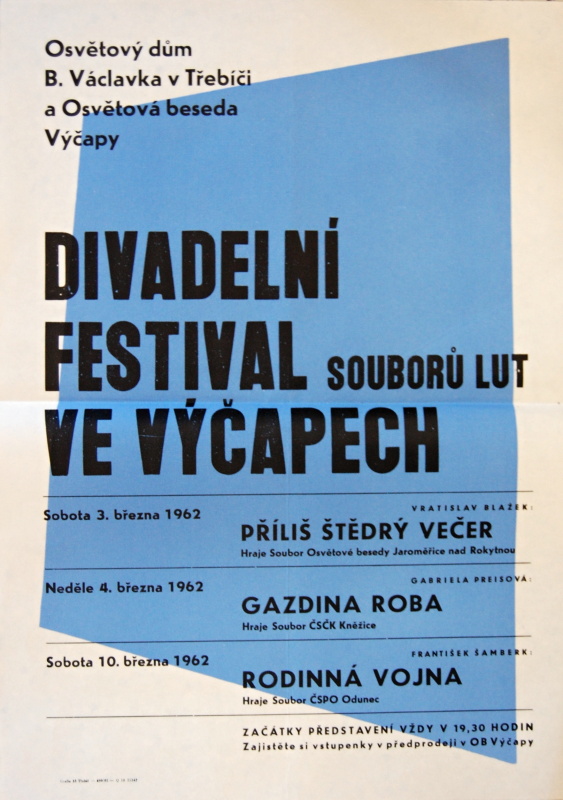 Osvětový dům
B. Václavka v Třebíči
a Osvětová beseda
Výčapy
DIVADELNÍ
FESTIVAL SOUBORŮ LUT
VE VÝČAPECH
Sobota 3. března 1962
VRATISLAV BLAŽEK:
PŘÍLIŠ ŠTĚDRÝ VEČER
Hraje Soubor Osvětové besedy Jaroměřice nad Rokytnou
Neděle 4. března 1962
GABRIELA PREISOVÁ:
GAZDINA ROBA
Hraje Soubor ČSČK Kněžice
Sobota 10. března 1962
FRANTIŠEK ŠAMBERK:
RODINNÁ VOJNA
Hraje Soubor ČSPO Odunec
ZAČÁTKY PŘEDSTAVENÍ VŽDY V 19,30 HODIN
Zajistěte si vstupenky v předprodeji v OB Výčapy